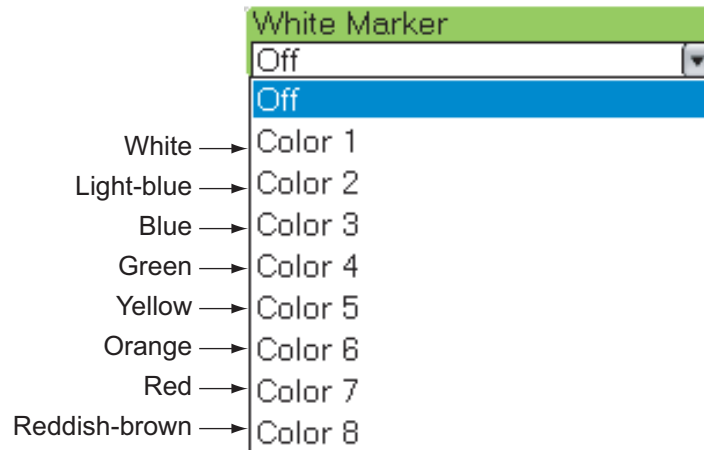 White Marker
Off
Off
White Color 1
Light-blue Color 2
Blue Color 3
Green Color 4
Yellow Color 5
Orange Color 6
Red Color 7
Reddish-brown Color 8